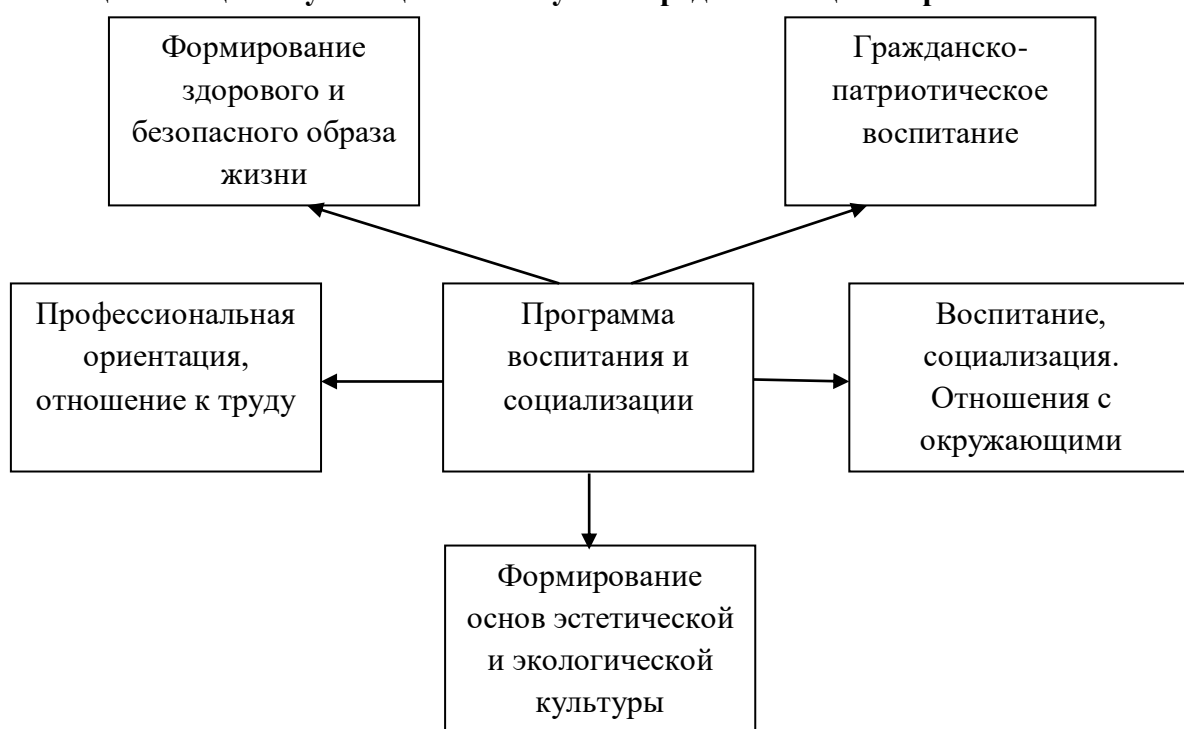 Формирование
здорового и
безопасного образа
жизни
Гражданско-
патриотическое
воспитание
Профессиональная
ориентация,
отношение к труду
Программа
воспитания и
социализации
Воспитание,
социализация.
Отношения с
окружающими
Формирование
основ эстетической
и экологической
культуры